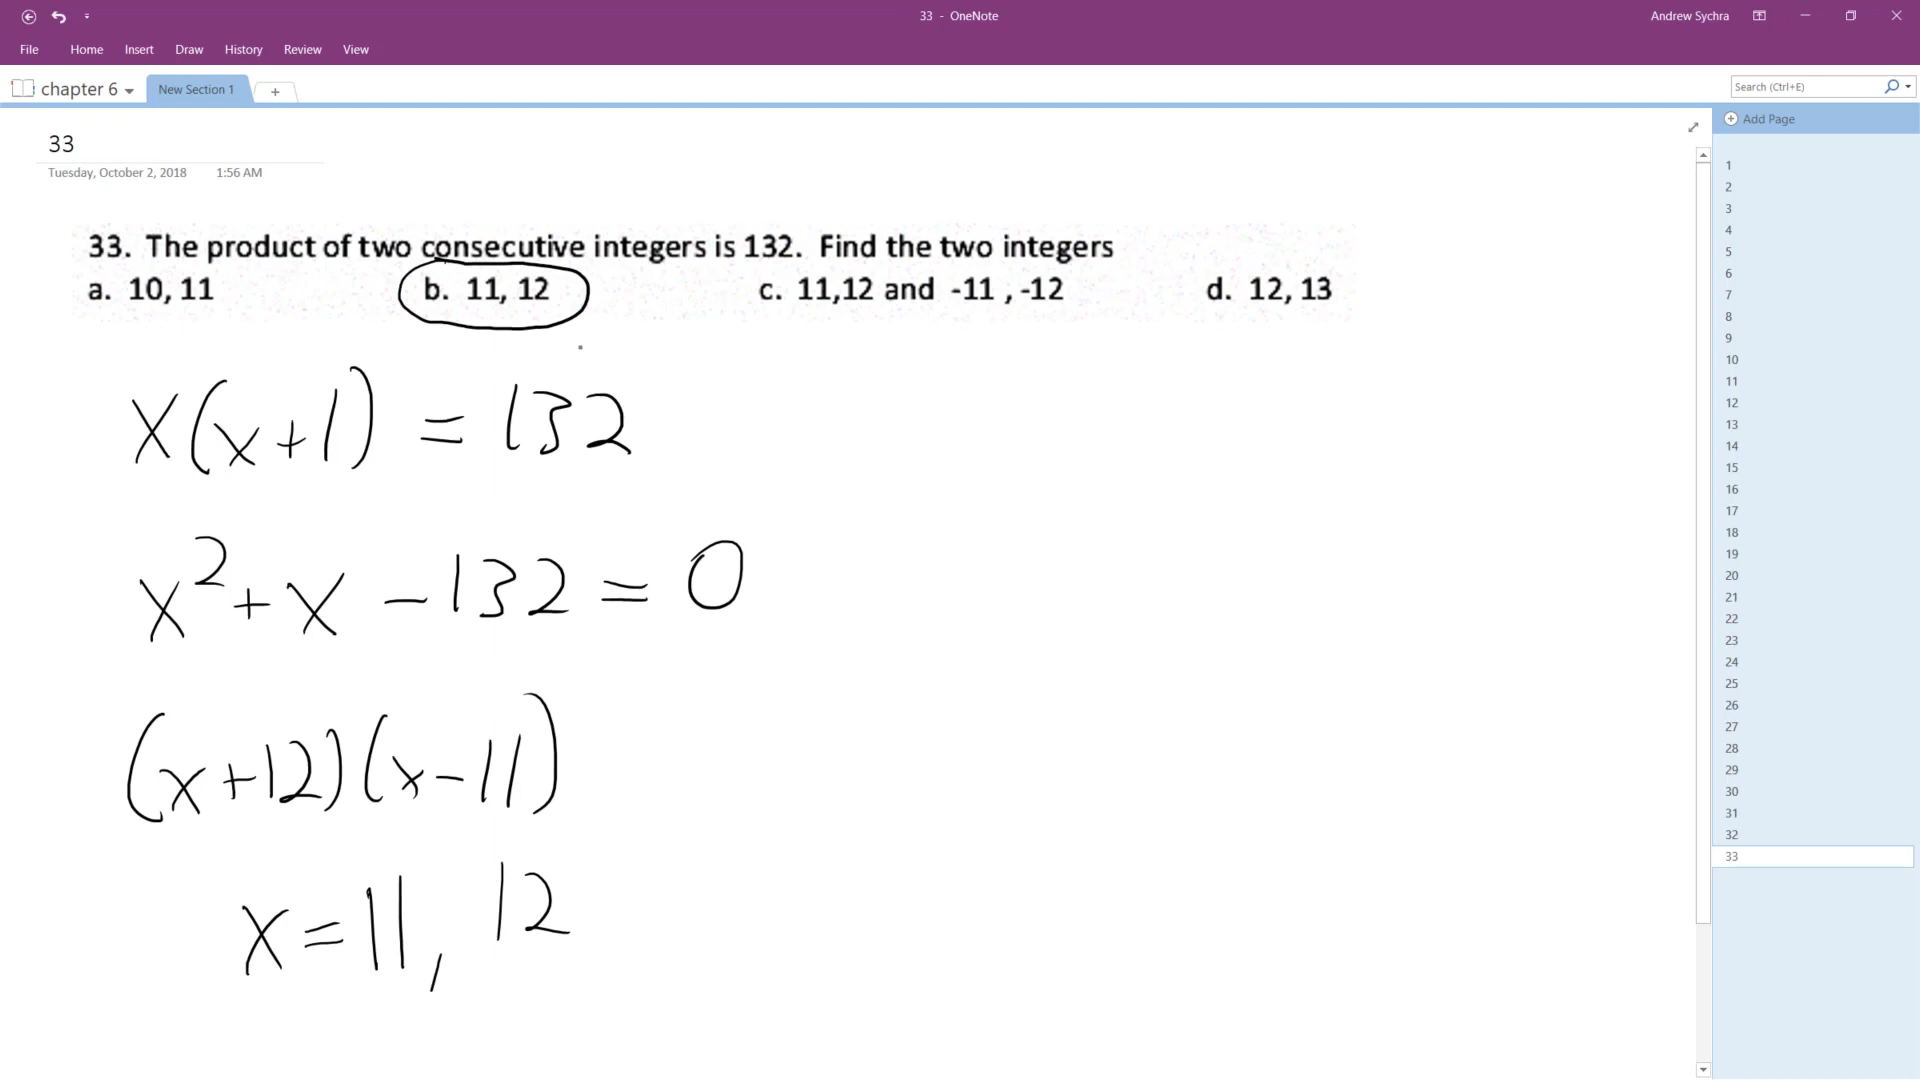 33 - OneNote
Andrew Sychra
File Home Insert Draw History Review View
chapter 6
New Section 1
+
Search (Ctrl+E)
Add Page
33
Tuesday, October 2, 2018 1:56 AM
33. The product of two consecutive integers is 132. Find the two integers
a. 10, 11 b. 11, 12 c. 11,12 and -11 , -12 d. 12, 13
x(x+1) = 132
x²+x -132 = 0
(x+12)(x-11)
x=11, 12
1
2
3
4
5
6
7
8
9
10
11
12
13
14
15
16
17
18
19
20
21
22
23
24
25
26
27
28
29
30
31
32
33